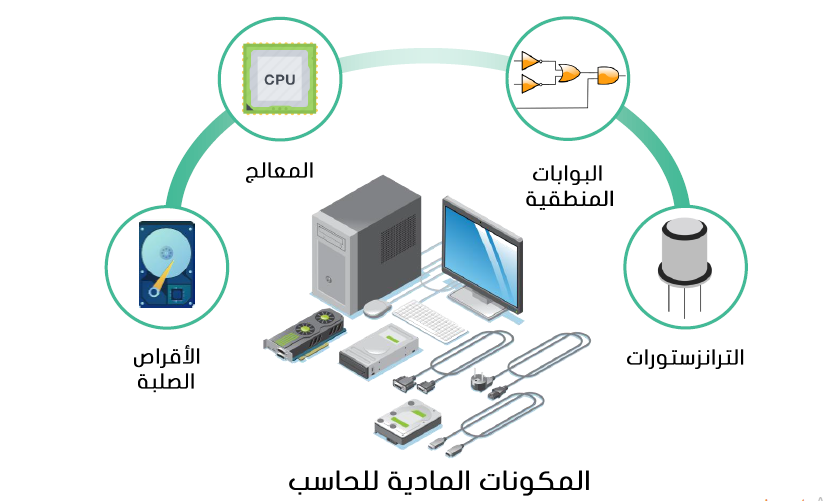 CPU
المعالج
البوابات
المنطقية
الأقراص
الصلبة
الترانزستورات
المكونات المادية للحاسب